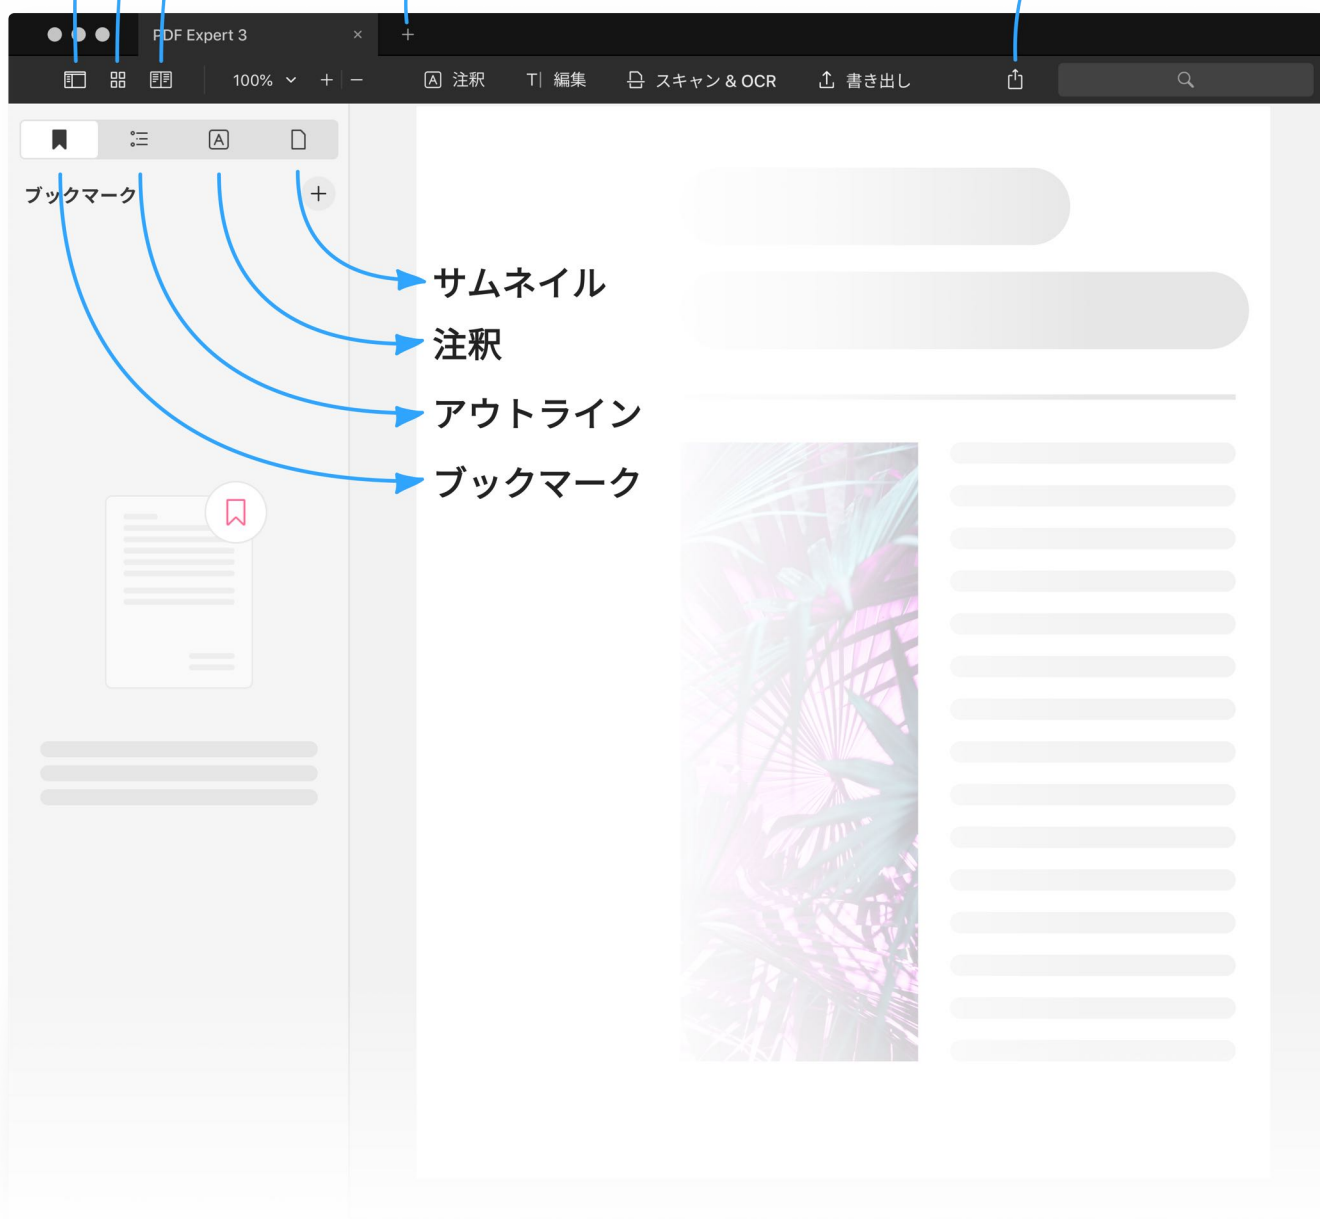 PDF Expert 3
100%
注釈
編集
スキャン & OCR
書き出し
ブックマーク
サムネイル
注釈
アウトライン
ブックマーク